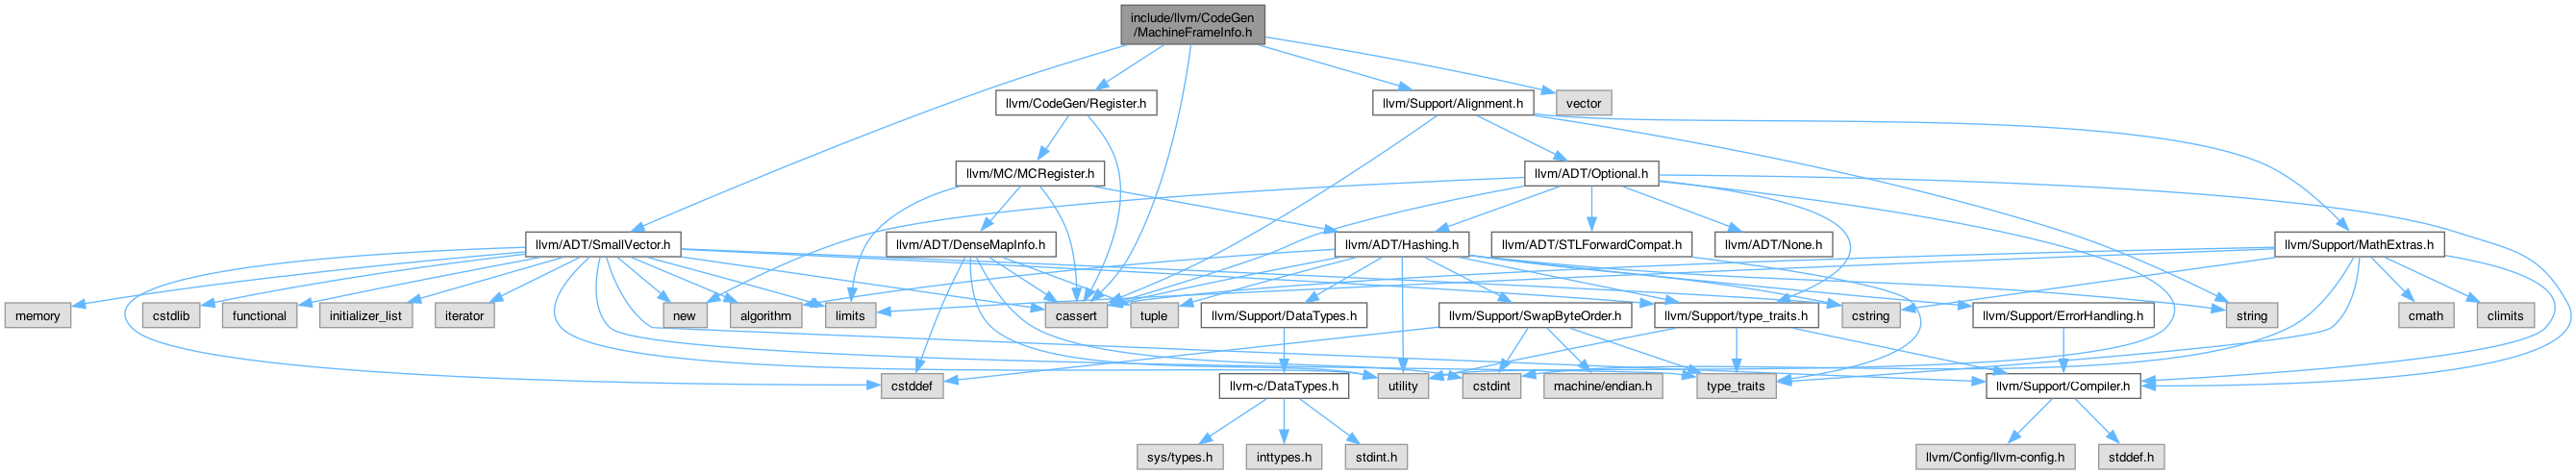 include/llvm/CodeGen
/MachineFrameInfo.h
llvm/CodeGen/Register.h
llvm/Support/Alignment.h
vector
llvm/MC/MCRegister.h
llvm/ADT/Optional.h
llvm/ADT/SmallVector.h
llvm/ADT/DenseMapInfo.h
llvm/ADT/Hashing.h
llvm/ADT/STLForwardCompat.h
llvm/ADT/None.h
llvm/Support/MathExtras.h
memory
cstdlib
functional
initializer_list
iterator
new
algorithm
limits
cassert
tuple
llvm/Support/DataTypes.h
llvm/Support/SwapByteOrder.h
llvm/Support/type_traits.h
cstring
llvm/Support/ErrorHandling.h
string
cmath
climits
cstddef
llvm-c/DataTypes.h
utility
cstdint
machine/endian.h
type_traits
llvm/Support/Compiler.h
sys/types.h
inttypes.h
stdint.h
llvm/Config/llvm-config.h
stddef.h